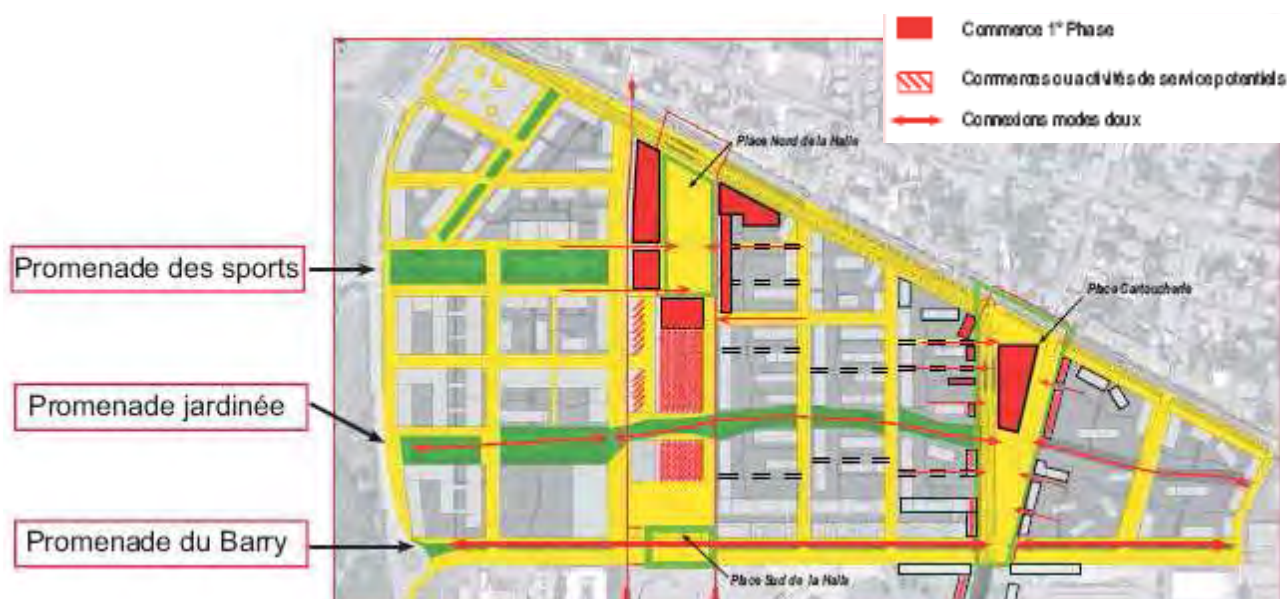 Commerce 1° Phase
Commerces ou activités de service potentiels
Connexions modes doux
Place Nord de la Halle
Promenade des sports
Place Cartoucherie
Promenade jardinée
Promenade du Barry
Place Sud de la Halle